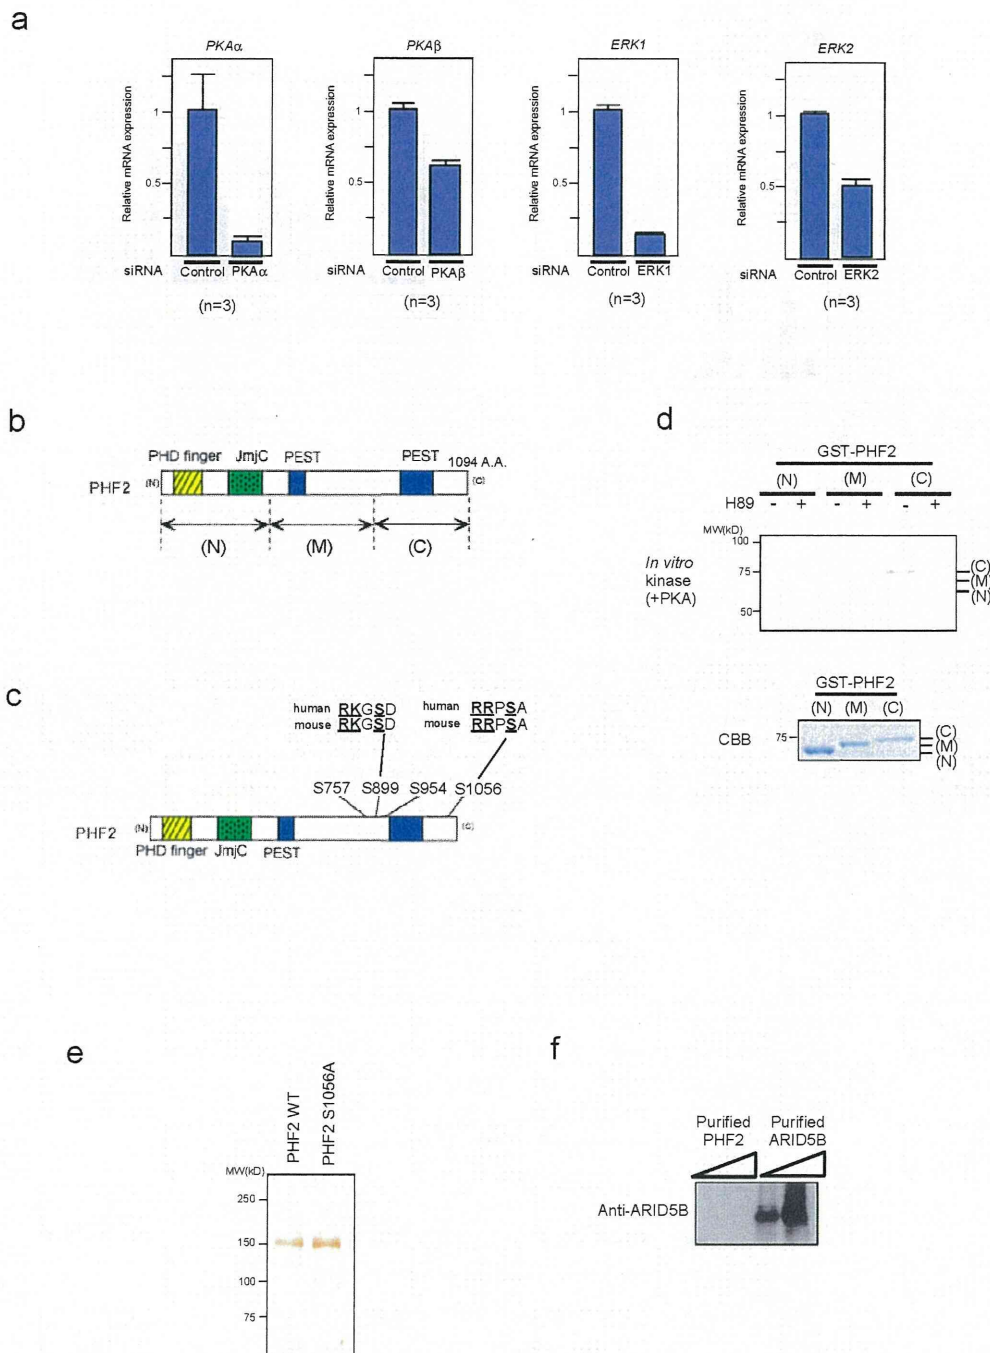 a
PKAα
PKAβ
ERK1
ERK2
Relative mRNA expression
1
0.5
siRNA Control PKAα
(n=3)
Relative mRNA expression
1
0.5
siRNA Control PKAβ
(n=3)
Relative mRNA expression
1
0.5
siRNA Control ERK1
(n=3)
Relative mRNA expression
1
0.5
siRNA Control ERK2
(n=3)
b
PHD finger JmjC PEST PEST 1094 A.A.
PHF2 (N) (C)
(N) (M) (C)
c
human RKGSD human RRPSA
mouse RKGSD mouse RRPSA
S757 S899 S954 S1056
PHF2 (N) (C)
PHD finger JmjC PEST
d
GST-PHF2
(N) (M) (C)
H89 - + - + - +
MW(kD)
100
75
50
In vitro
kinase
(+PKA)
(C)
(M)
(N)
GST-PHF2
(N) (M) (C)
CBB 75
(C)
(M)
(N)
e
PHF2 WT
PHF2 S1056A
MW(kD)
250
150
100
75
f
Purified Purified
PHF2 ARID5B
Anti-ARID5B